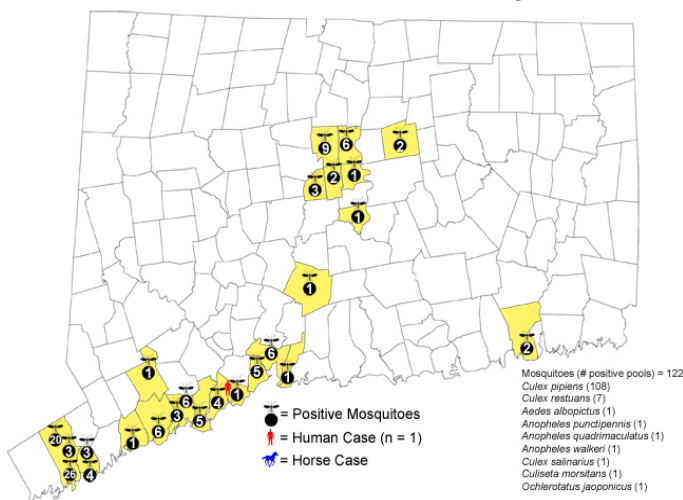 9 6 2
2 1
3
1
1
2
6
5 1
1
6 4 1
3 5
1 6
20 3 3
26 4
= Positive Mosquitoes
= Human Case (n = 1)
= Horse Case
Mosquitoes (# positive pools) = 122
Culex pipiens (108)
Culex restuans (7)
Aedes albopictus (1)
Anopheles punctipennis (1)
Anopheles quadrimaculatus (1)
Anopheles walkeri (1)
Culex salinarius (1)
Culiseta morsitans (1)
Ochlerotatus jaoponicus (1)